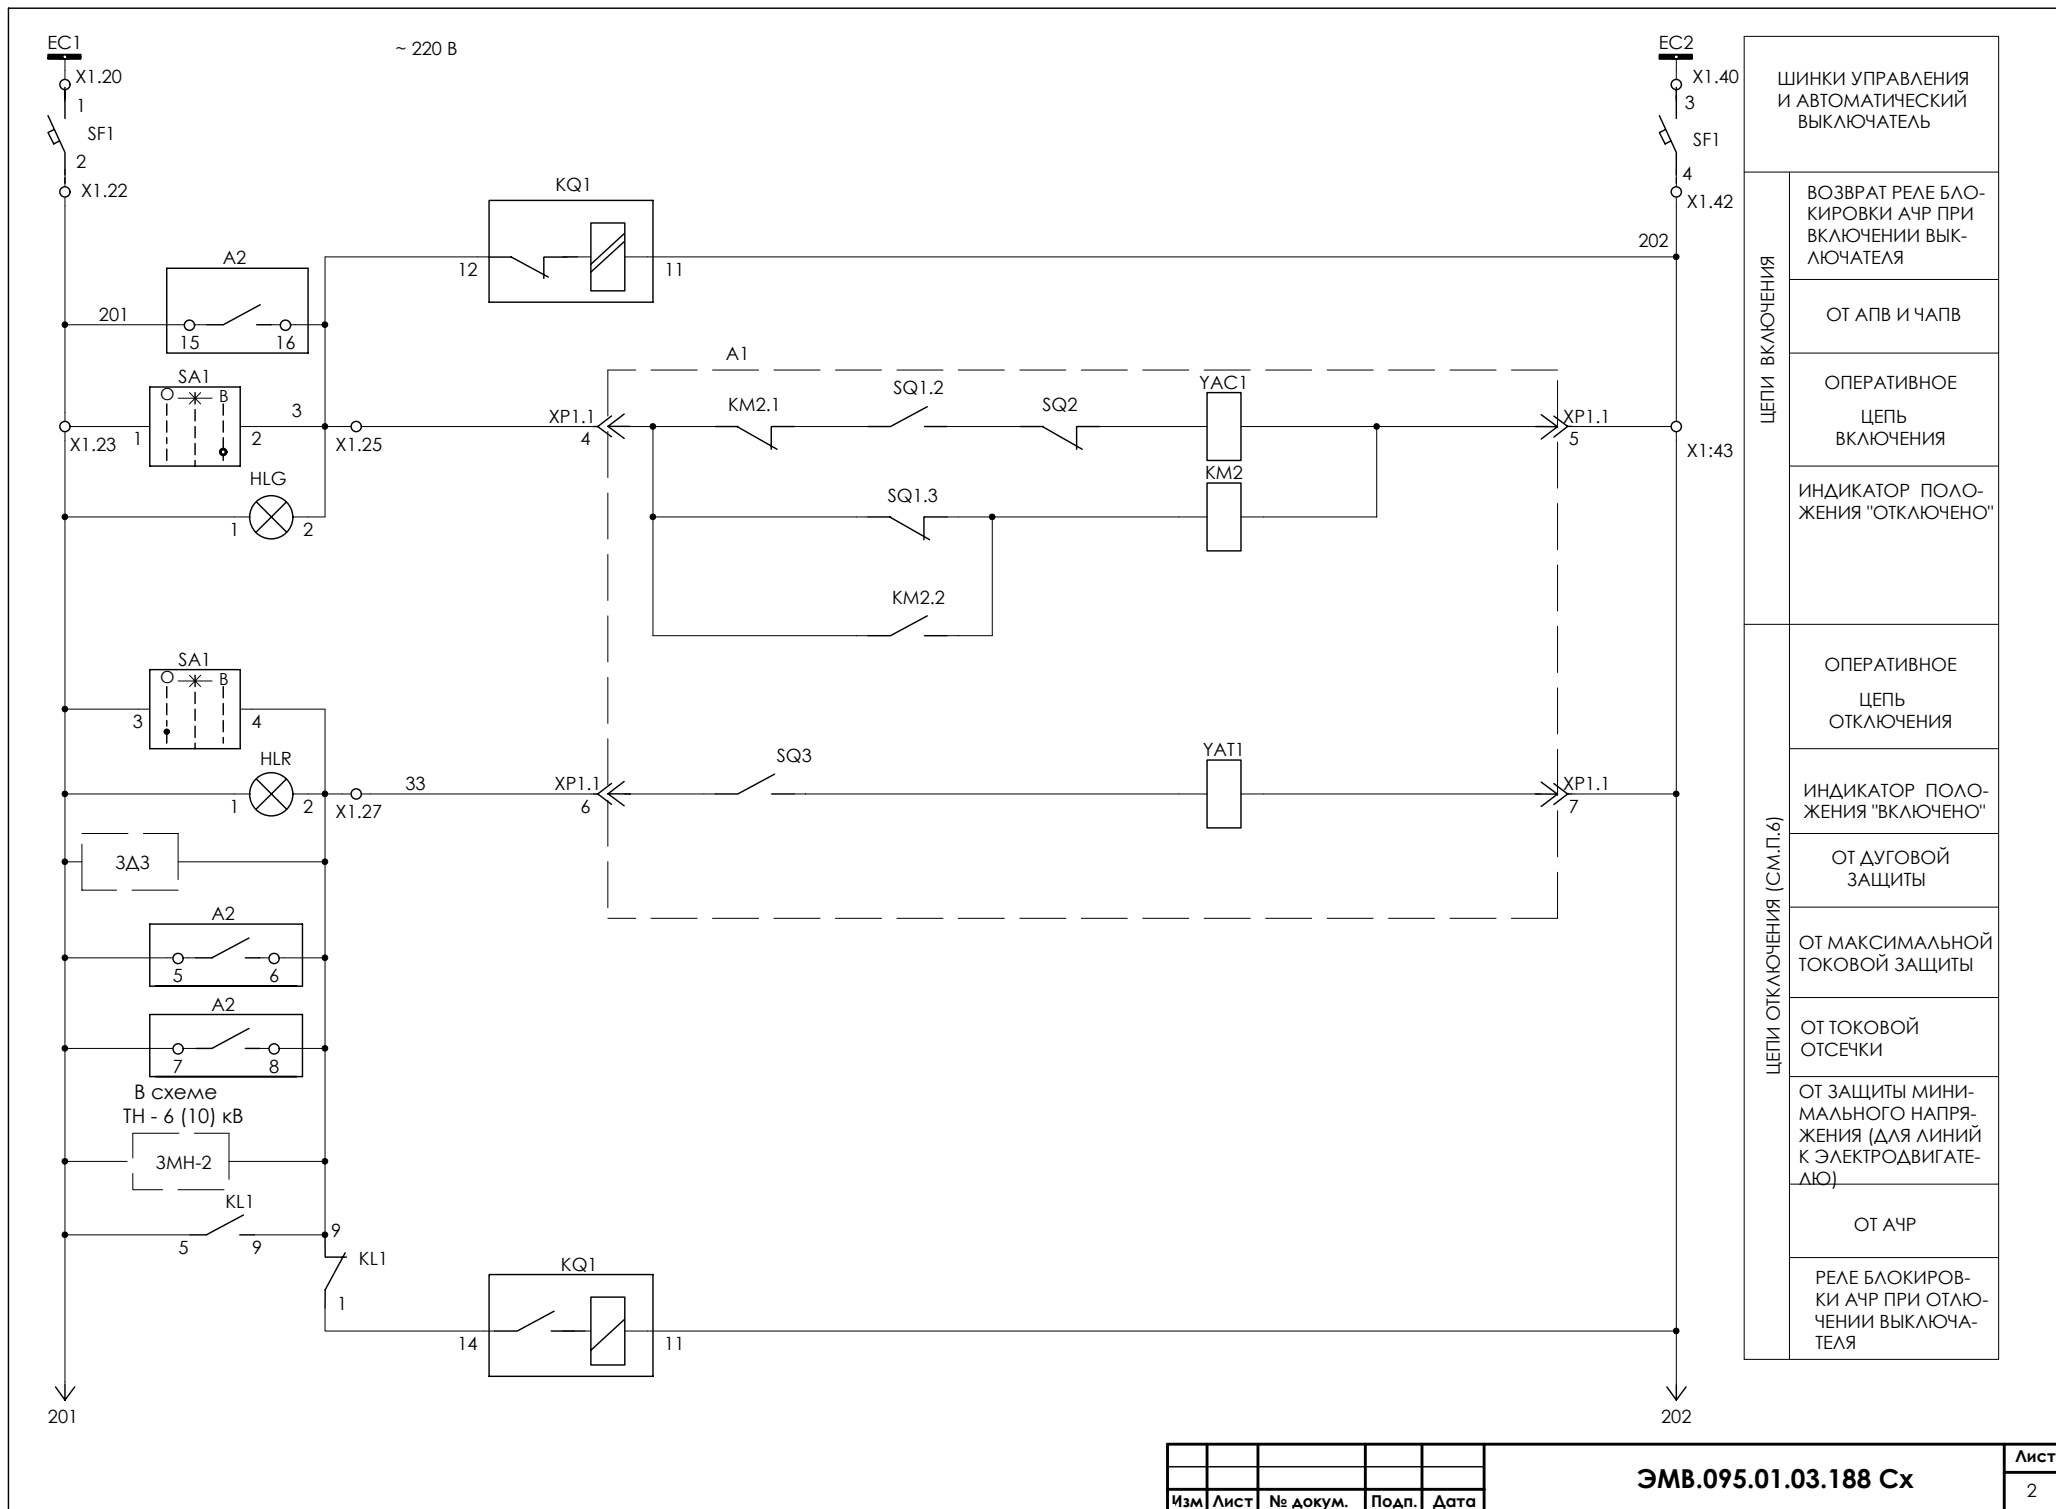 EC1
~ 220 В
EC2
X1.20
1
SF1
2
X1.22
X1.40
3
SF1
4
X1.42
KQ1
12
11
202
A2
201
15
16
A1
SA1
В
3
1
2
X1.23
X1.25
XP1.1
4
KM2.1
SQ1.2
SQ2
YAC1
XP1.1
5
X1:43
HLG
1
2
SQ1.3
KM2
KM2.2
SA1
В
3
4
HLR
1
2
X1.27
33
XP1.1
6
SQ3
YAT1
XP1.1
7
ЗДЗ
A2
5
6
A2
7
8
В схеме
ТН - 6 (10) кВ
ЗМН-2
KL1
5
9
9
KL1
1
KQ1
14
11
201
202
ШИНКИ УПРАВЛЕНИЯ
И АВТОМАТИЧЕСКИЙ
ВЫКЛЮЧАТЕЛЬ
ЦЕПИ ВКЛЮЧЕНИЯ
ВОЗВРАТ РЕЛЕ БЛО-
КИРОВКИ АЧР ПРИ
ВКЛЮЧЕНИИ ВЫК-
ЛЮЧАТЕЛЯ
ОТ АПВ И ЧАПВ
ОПЕРАТИВНОЕ
ЦЕПЬ
ВКЛЮЧЕНИЯ
ИНДИКАТОР ПОЛО-
ЖЕНИЯ "ОТКЛЮЧЕНО"
ЦЕПИ ОТКЛЮЧЕНИЯ (СМ.П.6)
ОПЕРАТИВНОЕ
ЦЕПЬ
ОТКЛЮЧЕНИЯ
ИНДИКАТОР ПОЛО-
ЖЕНИЯ "ВКЛЮЧЕНО"
ОТ ДУГОВОЙ
ЗАЩИТЫ
ОТ МАКСИМАЛЬНОЙ
ТОКОВОЙ ЗАЩИТЫ
ОТ ТОКОВОЙ
ОТСЕЧКИ
ОТ ЗАЩИТЫ МИНИ-
МАЛЬНОГО НАПРЯ-
ЖЕНИЯ (ДЛЯ ЛИНИЙ
К ЭЛЕКТРОДВИГАТЕ-
ЛЮ)
ОТ АЧР
РЕЛЕ БЛОКИРОВ-
КИ АЧР ПРИ ОТЛЮ-
ЧЕНИИ ВЫКЛЮЧА-
ТЕЛЯ
Изм Лист № докум. Подп. Дата
ЭМВ.095.01.03.188 Сх
Лист
2